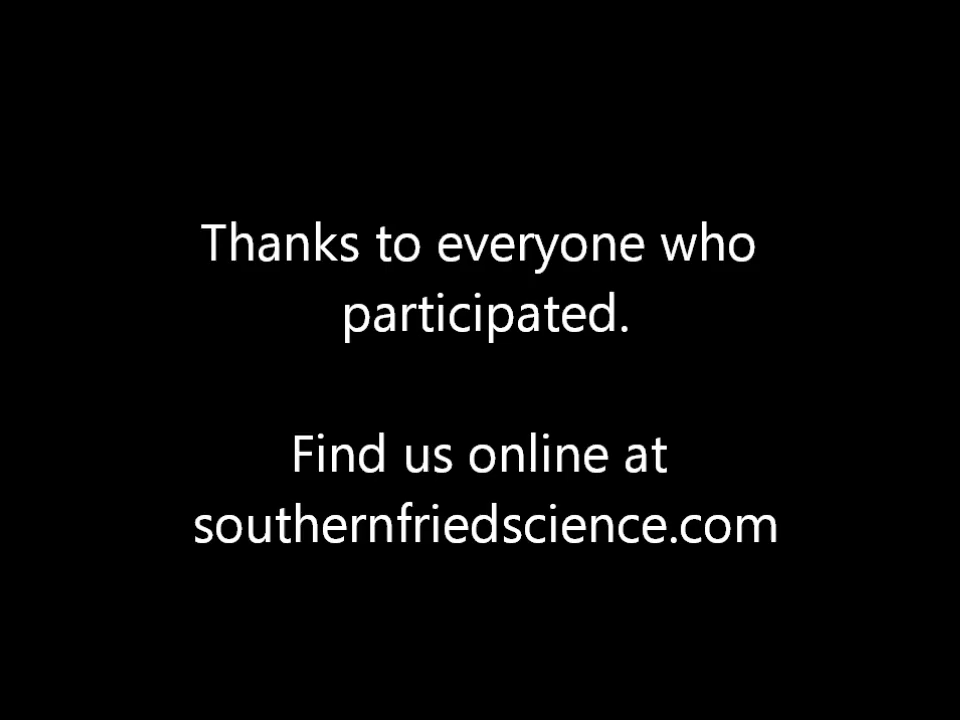 Thanks to everyone who
participated.
Find us online at
southernfriedscience.com